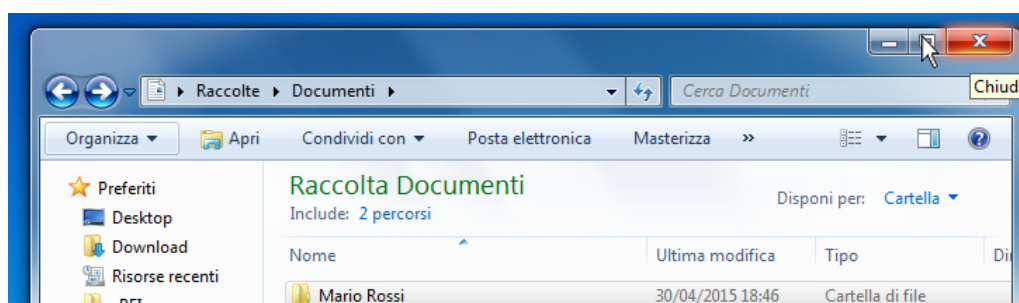 Raccolte Documenti
Cerca Documenti
Chiud
Organizza Apri Condividi con Posta elettronica Masterizza »
Preferiti
Desktop
Download
Risorse recenti
Raccolta Documenti
Include: 2 percorsi
Disponi per: Cartella
Nome Ultima modifica Tipo
Mario Rossi 30/04/2015 18:46 Cartella di file